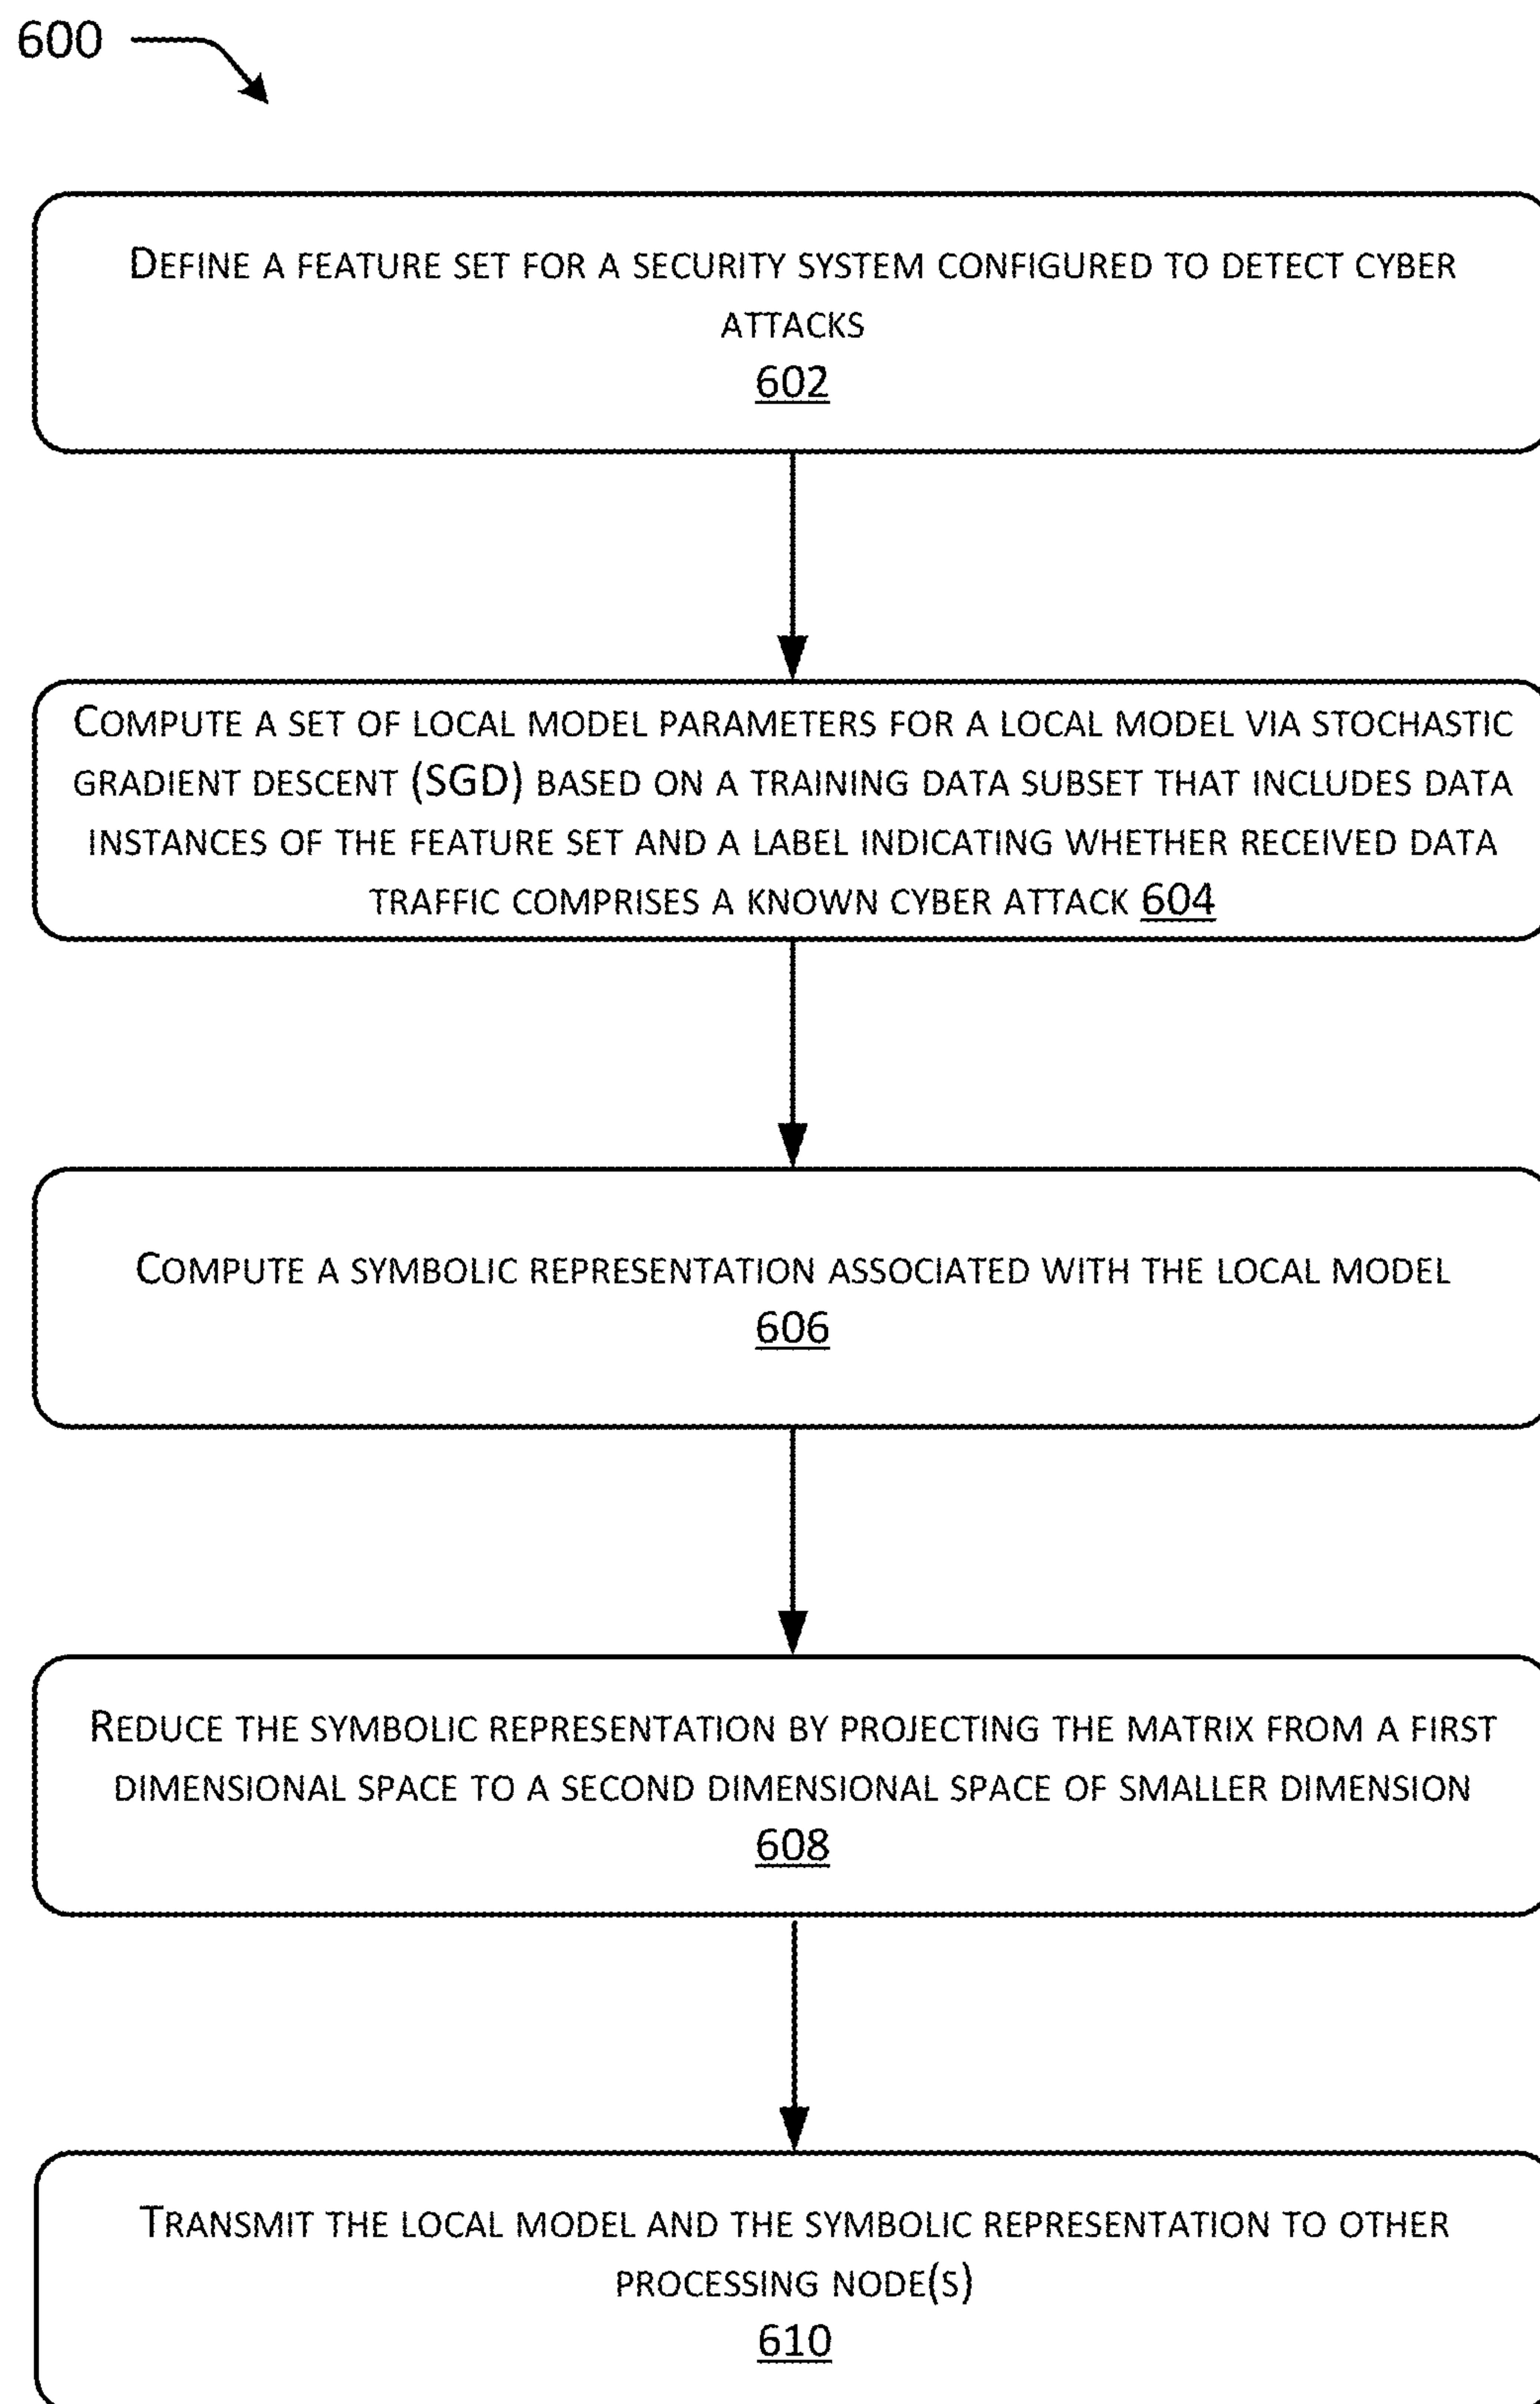 600
DEFINE A FEATURE SET FOR A SECURITY SYSTEM CONFIGURED TO DETECT CYBER
ATTACKS
602
COMPUTE A SET OF LOCAL MODEL PARAMETERS FOR A LOCAL MODEL VIA STOCHASTIC
GRADIENT DESCENT (SGD) BASED ON A TRAINING DATA SUBSET THAT INCLUDES DATA
INSTANCES OF THE FEATURE SET AND A LABEL INDICATING WHETHER RECEIVED DATA
TRAFFIC COMPRISES A KNOWN CYBER ATTACK 604
COMPUTE A SYMBOLIC REPRESENTATION ASSOCIATED WITH THE LOCAL MODEL
606
REDUCE THE SYMBOLIC REPRESENTATION BY PROJECTING THE MATRIX FROM A FIRST
DIMENSIONAL SPACE TO A SECOND DIMENSIONAL SPACE OF SMALLER DIMENSION
608
TRANSMIT THE LOCAL MODEL AND THE SYMBOLIC REPRESENTATION TO OTHER
PROCESSING NODE(S)
610